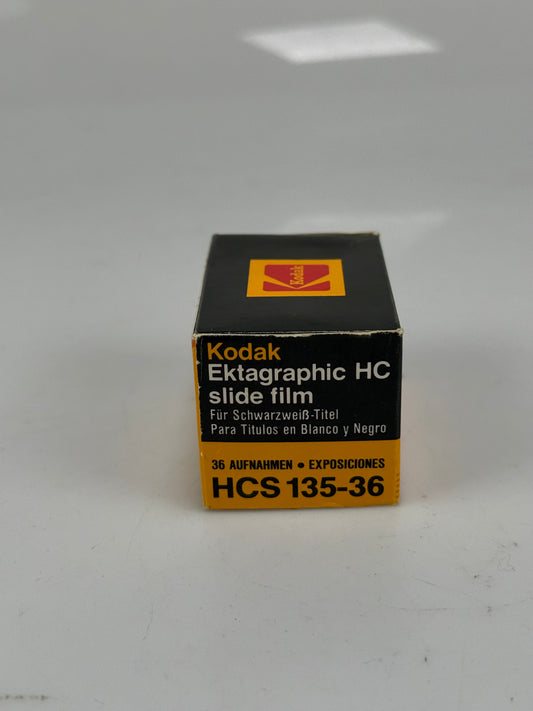 Kodak
Kodak
Ektagraphic HC
slide film
Für Schwarzweiß-Titel
Para Titulos en Blanco y Negro
36 AUFNAHMEN • EXPOSICIONES
HCS 135-36